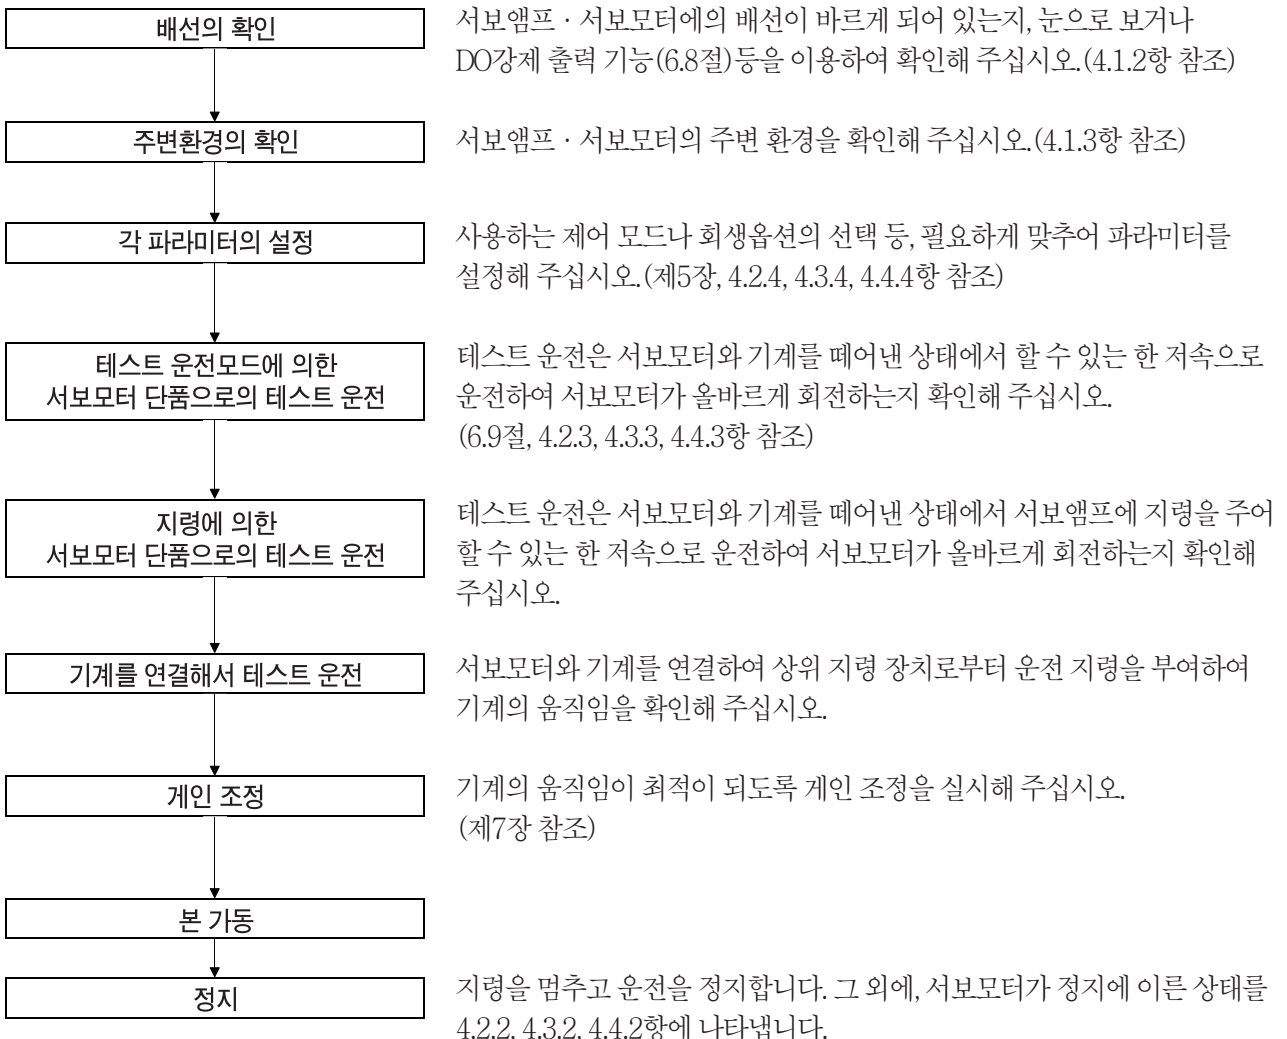 배선의 확인
서보앰프 · 서보모터에의 배선이 바르게 되어 있는지, 눈으로 보거나
DO강제 출력 기능(6.8절)등을 이용하여 확인해 주십시오.(4.1.2항 참조)
주변환경의 확인
서보앰프 · 서보모터의 주변 환경을 확인해 주십시오.(4.1.3항 참조)
각 파라미터의 설정
사용하는 제어 모드나 회생옵션의 선택 등, 필요하게 맞추어 파라미터를
설정해 주십시오.(제5장, 4.2.4, 4.3.4, 4.4.4항 참조)
테스트 운전모드에 의한
서보모터 단품으로의 테스트 운전
테스트 운전은 서보모터와 기계를 떼어낸 상태에서 할 수 있는 한 저속으로
운전하여 서보모터가 올바르게 회전하는지 확인해 주십시오.
(6.9절, 4.2.3, 4.3.3, 4.4.3항 참조)
지령에 의한
서보모터 단품으로의 테스트 운전
테스트 운전은 서보모터와 기계를 떼어낸 상태에서 서보앰프에 지령을 주어
할 수 있는 한 저속으로 운전하여 서보모터가 올바르게 회전하는지 확인해
주십시오.
기계를 연결해서 테스트 운전
서보모터와 기계를 연결하여 상위 지령 장치로부터 운전 지령을 부여하여
기계의 움직임을 확인해 주십시오.
게인 조정
기계의 움직임이 최적이 되도록 게인 조정을 실시해 주십시오.
(제7장 참조)
본 가동
정지
지령을 멈추고 운전을 정지합니다. 그 외에, 서보모터가 정지에 이른 상태를
4.2.2, 4.3.2, 4.4.2항에 나타냅니다.